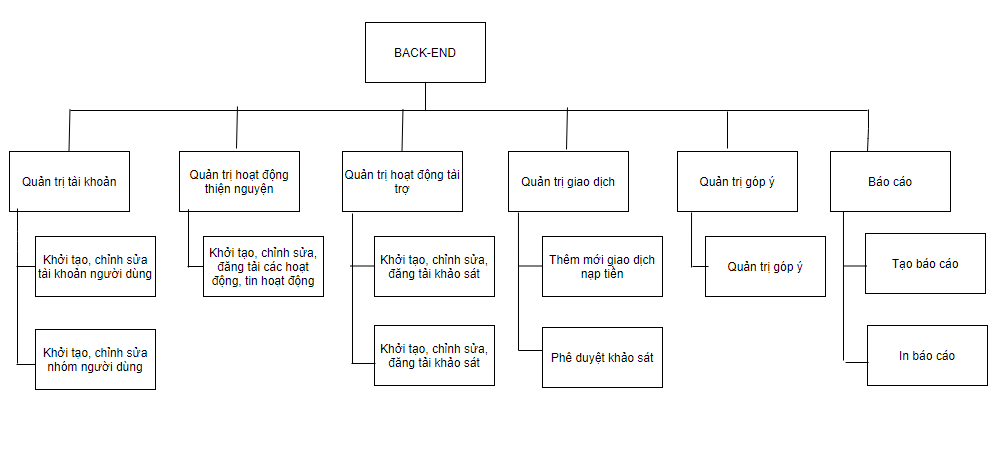 BACK-END
Quản trị tài khoản
Quản trị hoạt động
thiện nguyện
Quản trị hoạt động tài
trợ
Quản trị giao dịch
Quản trị góp ý
Báo cáo
Khởi tạo, chỉnh sửa
tài khoản người dùng
Khởi tạo, chỉnh sửa,
đăng tải các hoạt
động, tin hoạt động
Khởi tạo, chỉnh sửa,
đăng tải khảo sát
Thêm mới giao dịch
nạp tiền
Quản trị góp ý
Tạo báo cáo
Khởi tạo, chỉnh sửa
nhóm người dùng
Khởi tạo, chỉnh sửa,
đăng tải khảo sát
Phê duyệt khảo sát
In báo cáo